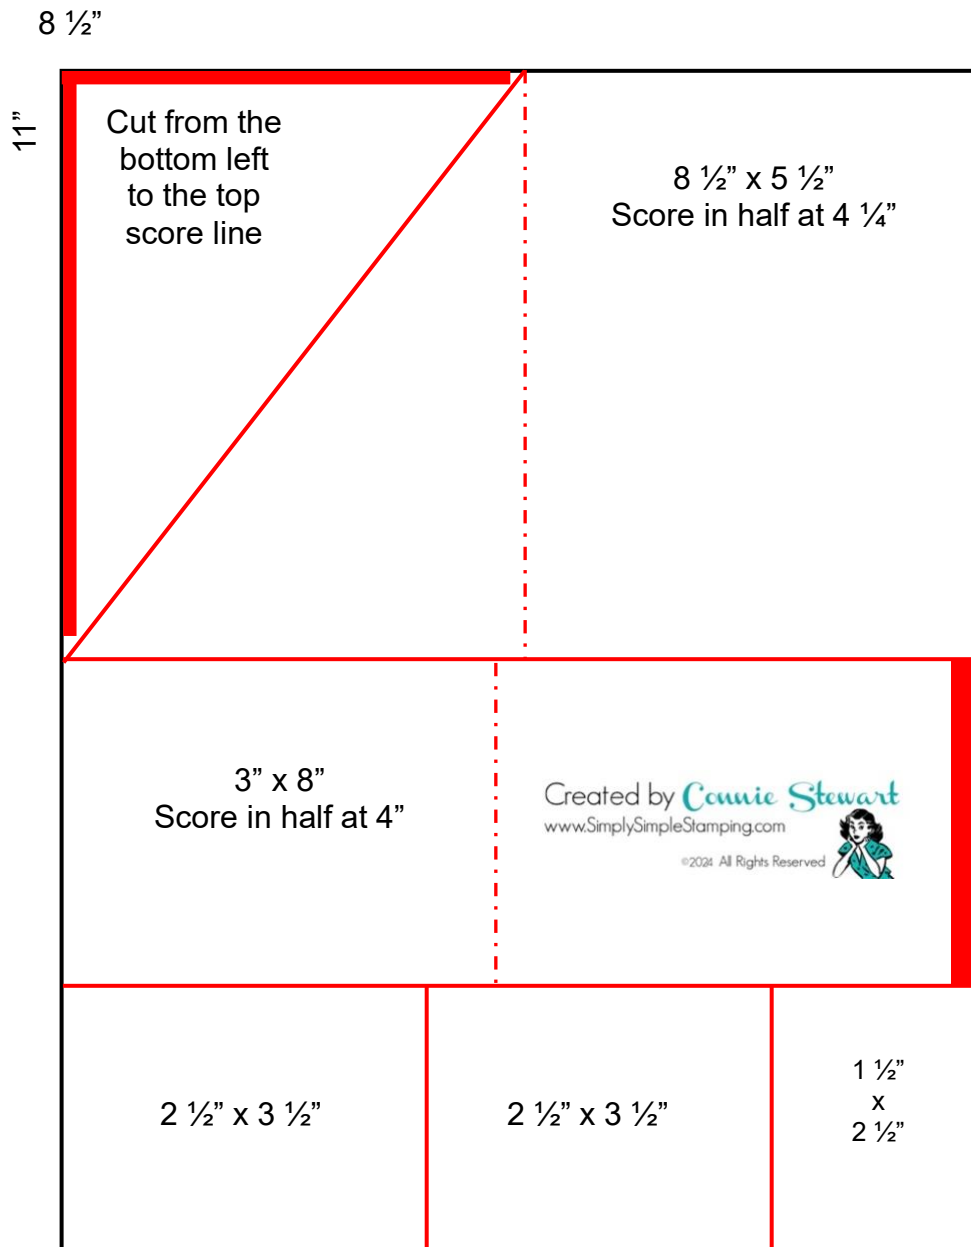 8 ½”
11”
Cut from the
bottom left
to the top
score line
8 ½” x 5 ½”
Score in half at 4 ¼”
3” x 8”
Score in half at 4”
Created by Connie Stewart
www.SimplySimpleStamping.com
©2024 All Rights Reserved
2 ½” x 3 ½”
2 ½” x 3 ½”
1 ½”
x
2 ½”